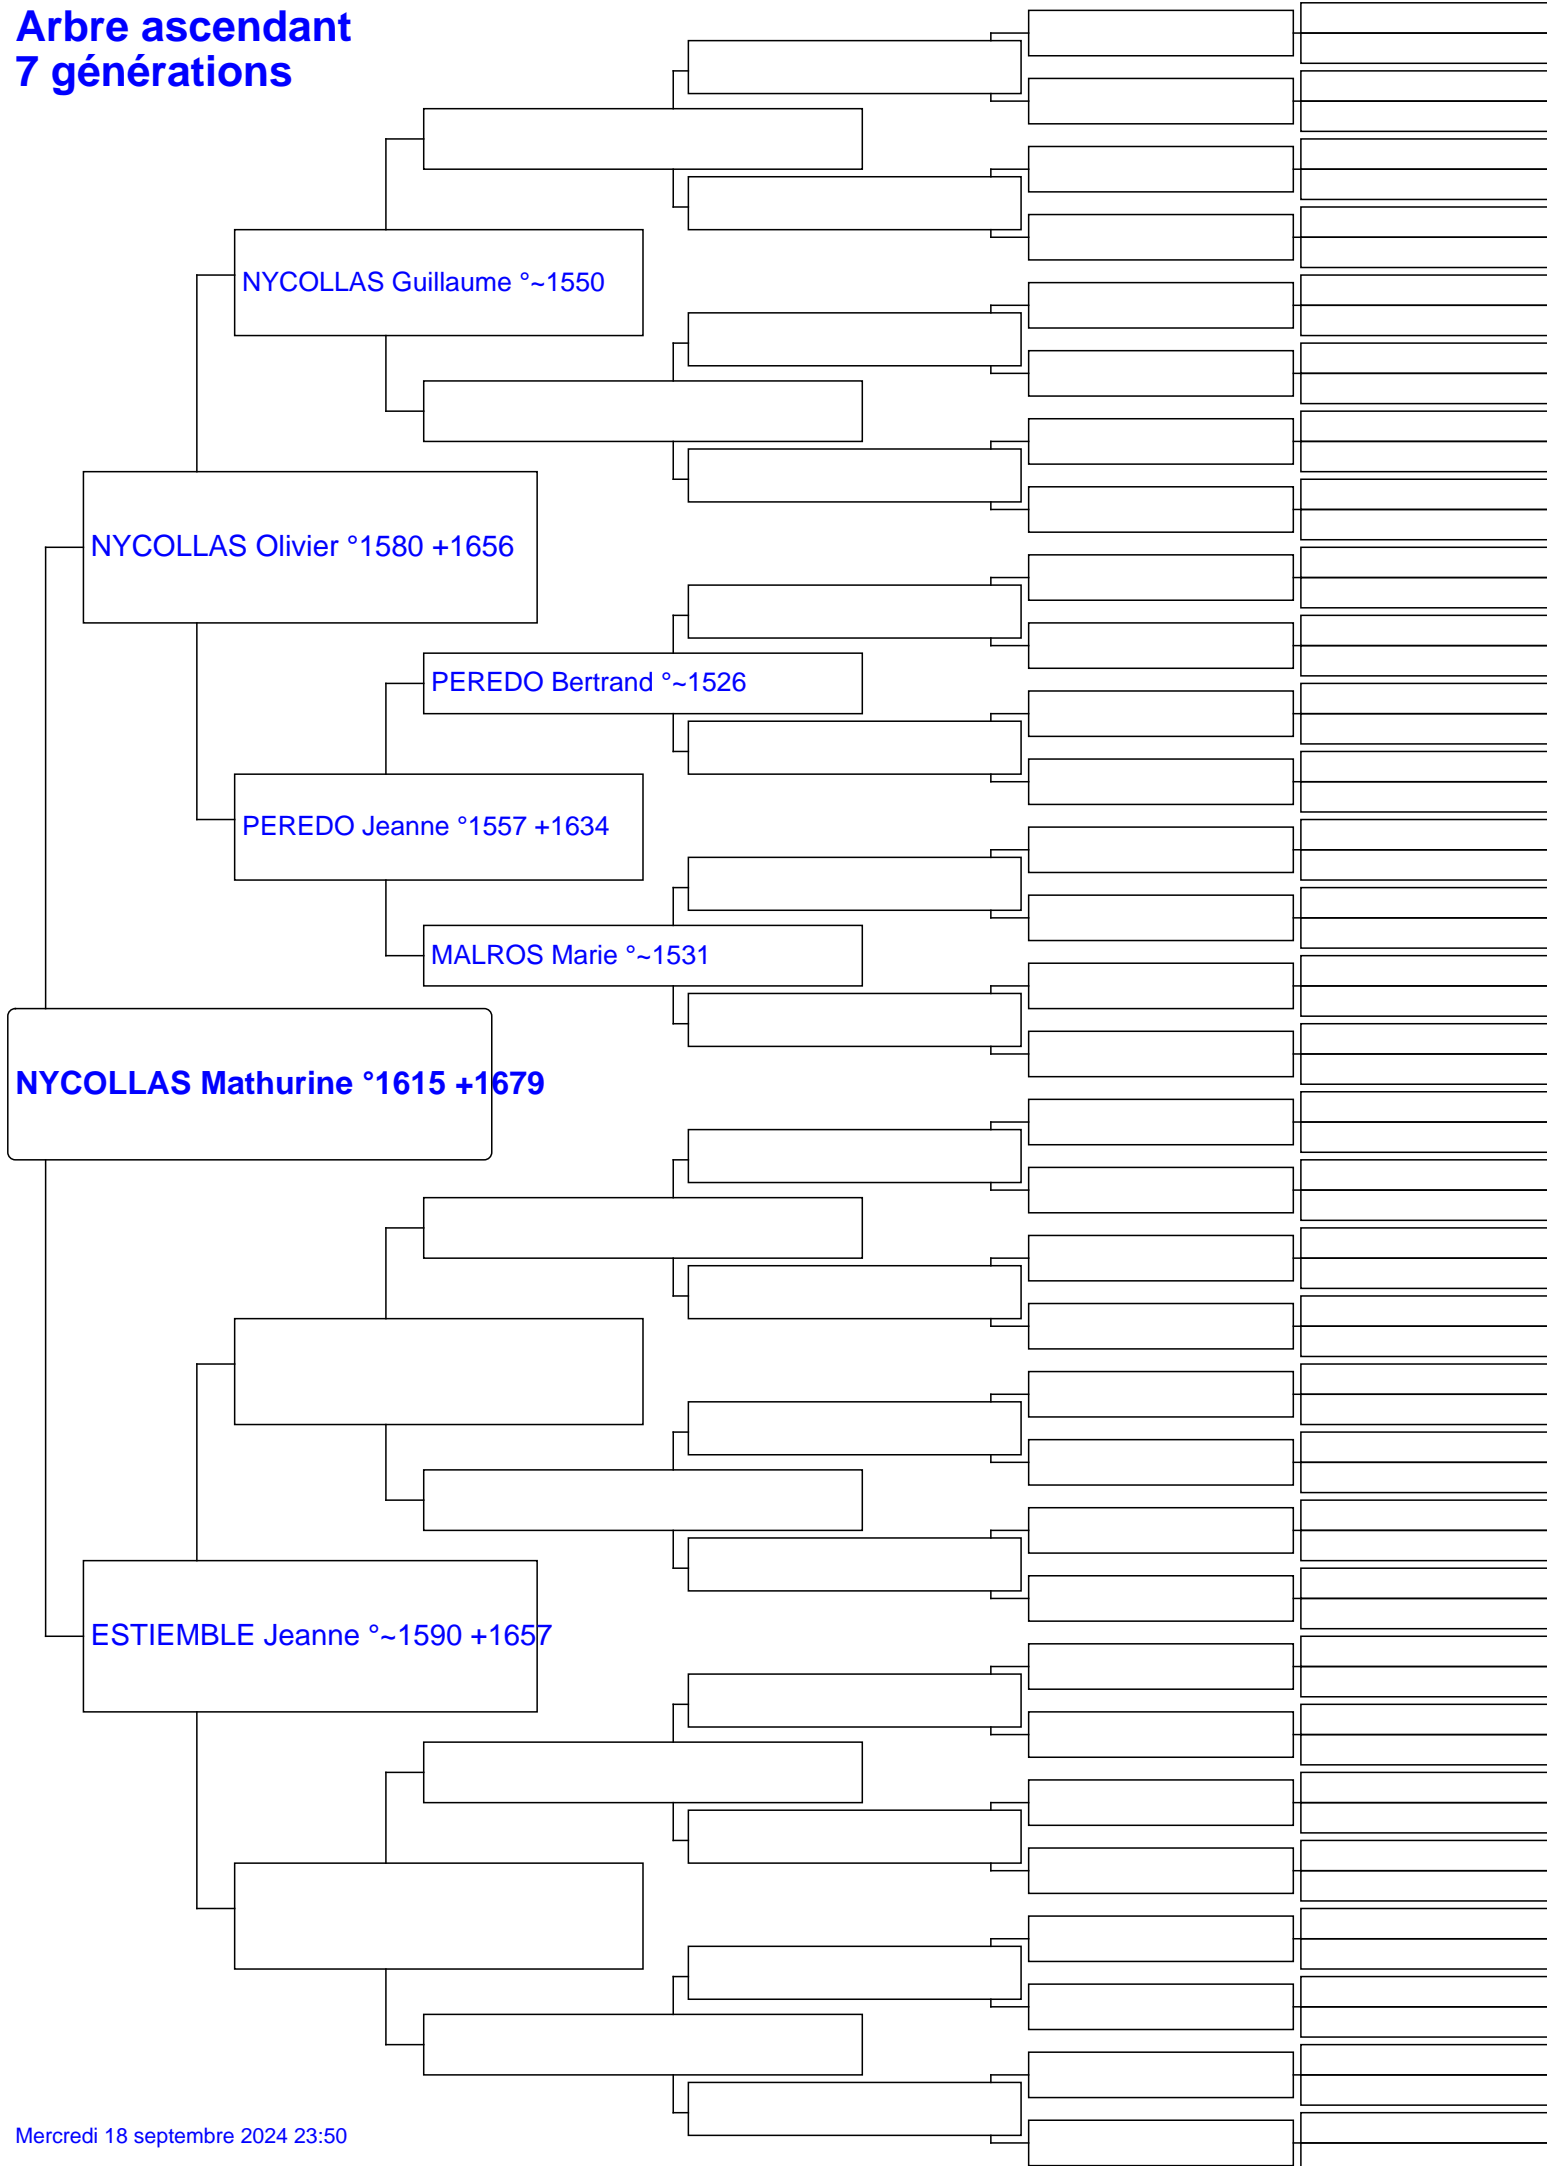 Arbre ascendant
7 générations
NYCOLLAS Guillaume °~1550
NYCOLLAS Olivier °1580 +1656
PEREDO Bertrand °~1526
PEREDO Jeanne °1557 +1634
MALROS Marie °~1531
NYCOLLAS Mathurine °1615 +1679
ESTIEMBLE Jeanne °~1590 +1657
Mercredi 18 septembre 2024 23:50